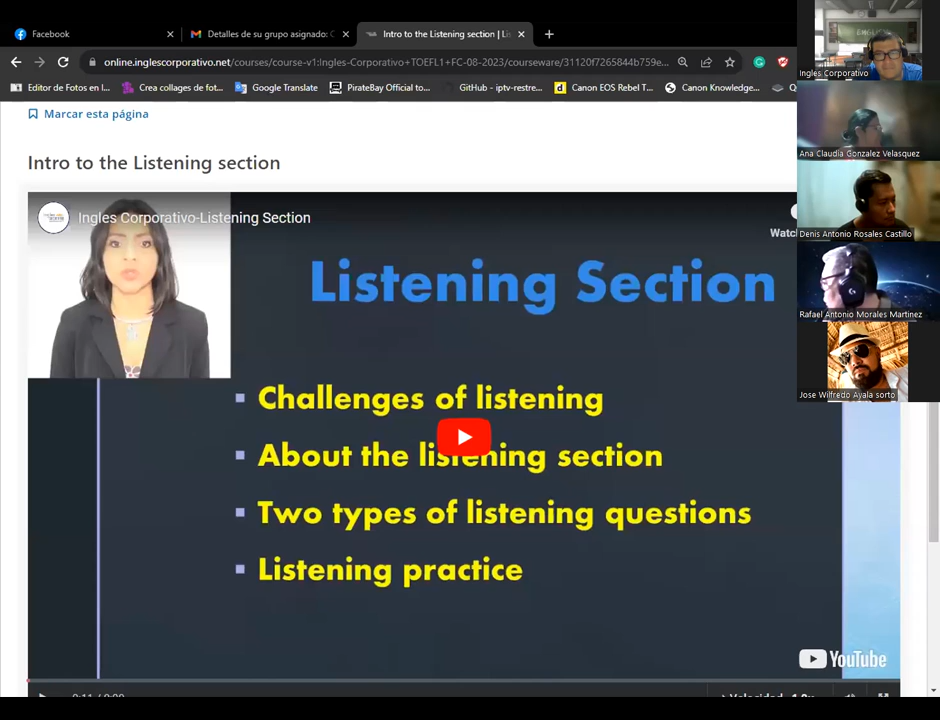 Facebook
Detalles de su grupo asignado: C
Intro to the Listening section | Lis
online.inglescorporativo.net/courses/course-v1:Ingles-Corporativo+TOEFL1+FC-08-2023/courseware/31120f7265844b759e...
Editor de Fotos en l...
Crea collages de fot...
Google Translate
PirateBay Official to...
GitHub - iptv-restre...
Canon EOS Rebel T...
Canon Knowledge...
Marcar esta página
Intro to the Listening section
Ingles Corporativo-Listening Section
Watch
Listening Section
Challenges of listening
About the listening section
Two types of listening questions
Listening practice
YouTube
Ingles Corporativo
Ana Claudia Gonzalez Velasquez
Denis Antonio Rosales Castillo
Rafael Antonio Morales Martinez
Jose Wilfredo Ayala sorto